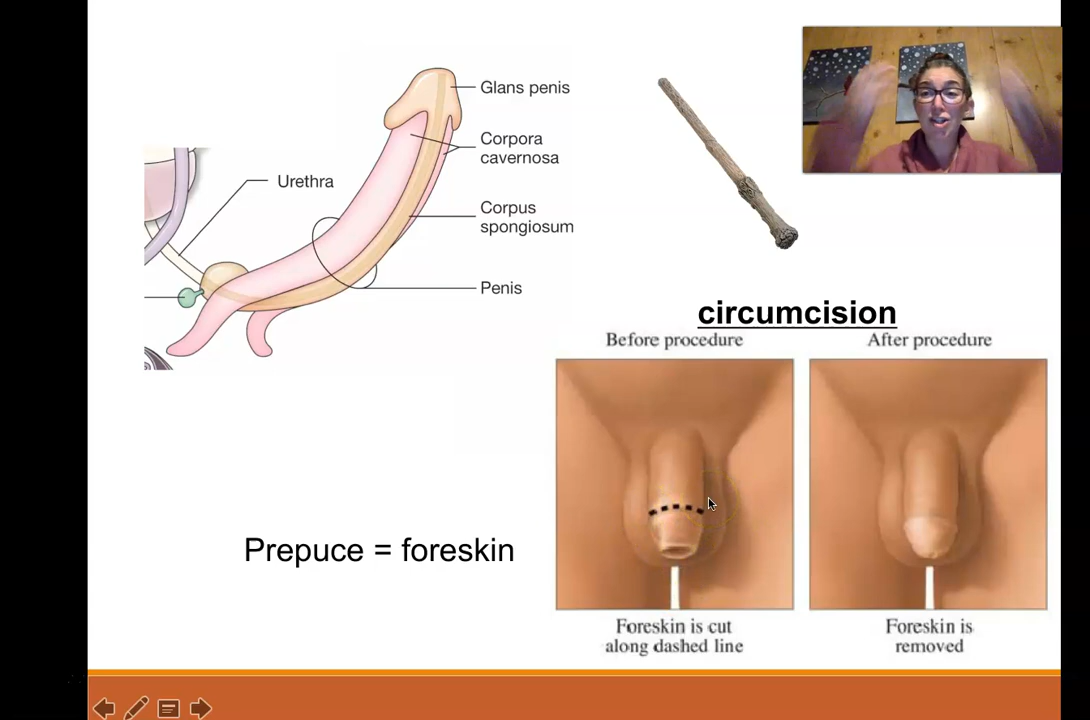 Glans penis
Corpora
cavernosa
Urethra
Corpus
spongiosum
Penis
circumcision
Before procedure
After procedure
Prepuce = foreskin
Foreskin is cut
along dashed line
Foreskin is
removed